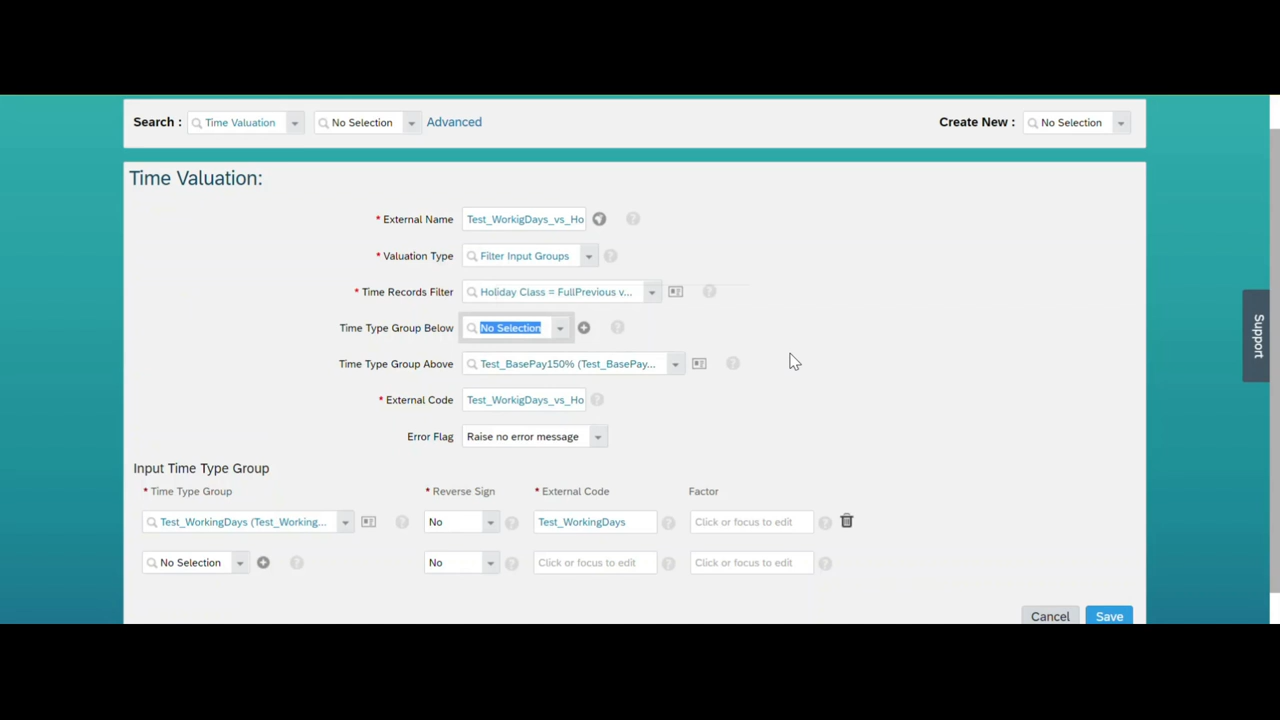 Search : Time Valuation No Selection Advanced Create New : No Selection
Time Valuation:
* External Name Test_WorkigDays_vs_Ho
* Valuation Type Filter Input Groups
* Time Records Filter Holiday Class = FullPrevious v...
Time Type Group Below No Selection
Time Type Group Above Test_BasePay150% (Test_BasePay...
* External Code Test_WorkigDays_vs_Ho
Error Flag Raise no error message
Input Time Type Group
* Time Type Group * Reverse Sign * External Code Factor
Test_WorkingDays (Test_Working... No Test_WorkingDays Click or focus to edit
No Selection No Click or focus to edit Click or focus to edit
Cancel Save
Support